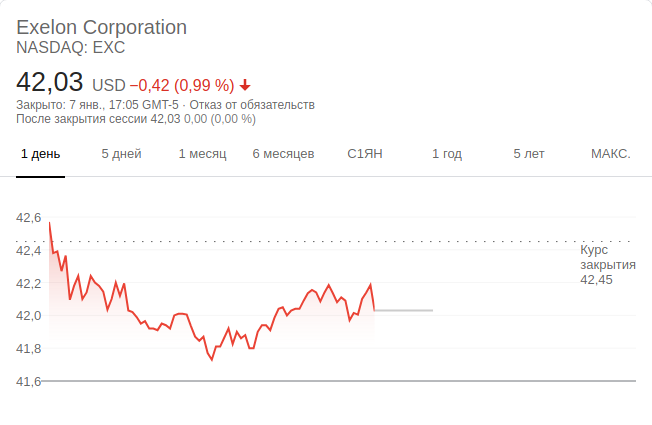 Exelon Corporation
NASDAQ: EXC
42,03 USD −0,42 (0,99 %)
Закрыто: 7 янв., 17:05 GMT-5 · Отказ от обязательств
После закрытия сессии 42,03 0,00 (0,00 %)
1 день 5 дней 1 месяц 6 месяцев С1ЯН 1 год 5 лет МАКС.
42,6
42,4
42,2
42,0
41,8
41,6
Курс
закрытия
42,45